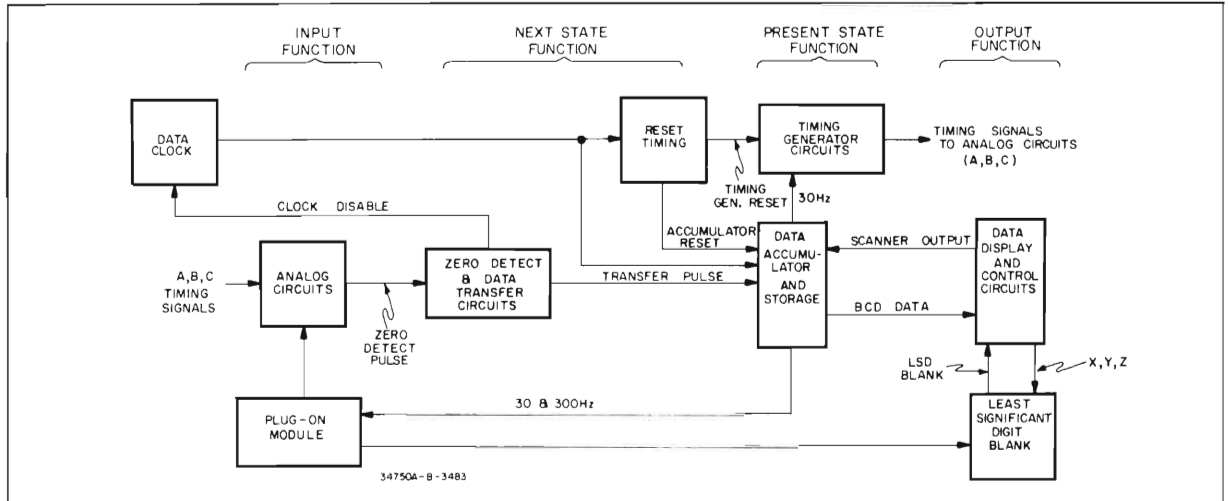 INPUT
FUNCTION
NEXT STATE
FUNCTION
PRESENT STATE
FUNCTION
OUTPUT
FUNCTION
DATA
CLOCK
RESET
TIMING
TIMING
GENERATOR
CIRCUITS
TIMING SIGNALS
TO ANALOG CIRCUITS
(A,B,C)
TIMING
GEN. RESET
30Hz
CLOCK DISABLE
ACCUMULATOR
RESET
A,B,C
TIMING
SIGNALS
ANALOG
CIRCUITS
ZERO DETECT
& DATA
TRANSFER
CIRCUITS
TRANSFER PULSE
DATA
ACCUMU-
LATOR
AND
STORAGE
SCANNER OUTPUT
BCD DATA
DATA
DISPLAY
AND
CONTROL
CIRCUITS
ZERO
DETECT
PULSE
LSD
BLANK
X,Y,Z
30 & 300Hz
PLUG-ON
MODULE
LEAST
SIGNIFICANT
DIGIT
BLANK
34750A-B-3483